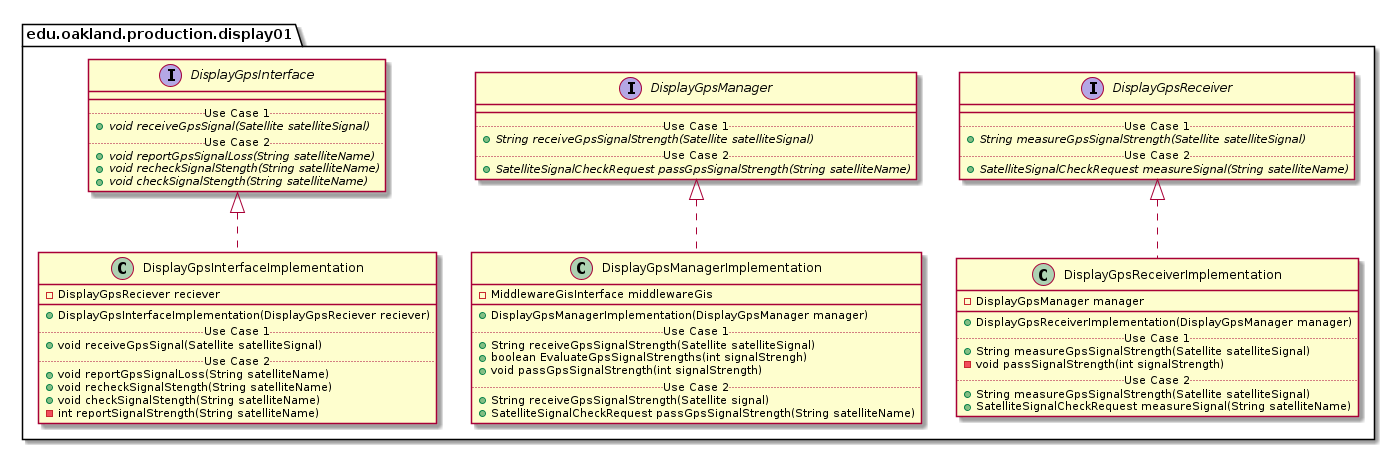 edu.oakland.production.display01
I DisplayGpsInterface
Use Case 1
void receiveGpsSignal(Satellite satelliteSignal)
Use Case 2
void reportGpsSignalLoss(String satelliteName)
void recheckSignalStength(String satelliteName)
void checkSignalStength(String satelliteName)
I DisplayGpsManager
Use Case 1
String receiveGpsSignalStrength(Satellite satelliteSignal)
Use Case 2
SatelliteSignalCheckRequest passGpsSignalStrength(String satelliteName)
I DisplayGpsReceiver
Use Case 1
String measureGpsSignalStrength(Satellite satelliteSignal)
Use Case 2
SatelliteSignalCheckRequest measureSignal(String satelliteName)
C DisplayGpsInterfaceImplementation
DisplayGpsReciever reciever
DisplayGpsInterfaceImplementation(DisplayGpsReciever reciever)
Use Case 1
void receiveGpsSignal(Satellite satelliteSignal)
Use Case 2
void reportGpsSignalLoss(String satelliteName)
void recheckSignalStength(String satelliteName)
void checkSignalStength(String satelliteName)
int reportSignalStrength(String satelliteName)
C DisplayGpsManagerImplementation
MiddlewareGisInterface middlewareGis
DisplayGpsManagerImplementation(DisplayGpsManager manager)
Use Case 1
String receiveGpsSignalStrength(Satellite satelliteSignal)
boolean EvaluateGpsSignalStrengths(int signalStrengh)
void passGpsSignalStrength(int signalStrength)
Use Case 2
String receiveGpsSignalStrength(Satellite signal)
SatelliteSignalCheckRequest passGpsSignalStrength(String satelliteName)
C DisplayGpsReceiverImplementation
DisplayGpsManager manager
DisplayGpsReceiverImplementation(DisplayGpsManager manager)
Use Case 1
String measureGpsSignalStrength(Satellite satelliteSignal)
void passSignalStrength(int signalStrength)
Use Case 2
String measureGpsSignalStrength(Satellite satelliteSignal)
SatelliteSignalCheckRequest measureSignal(String satelliteName)